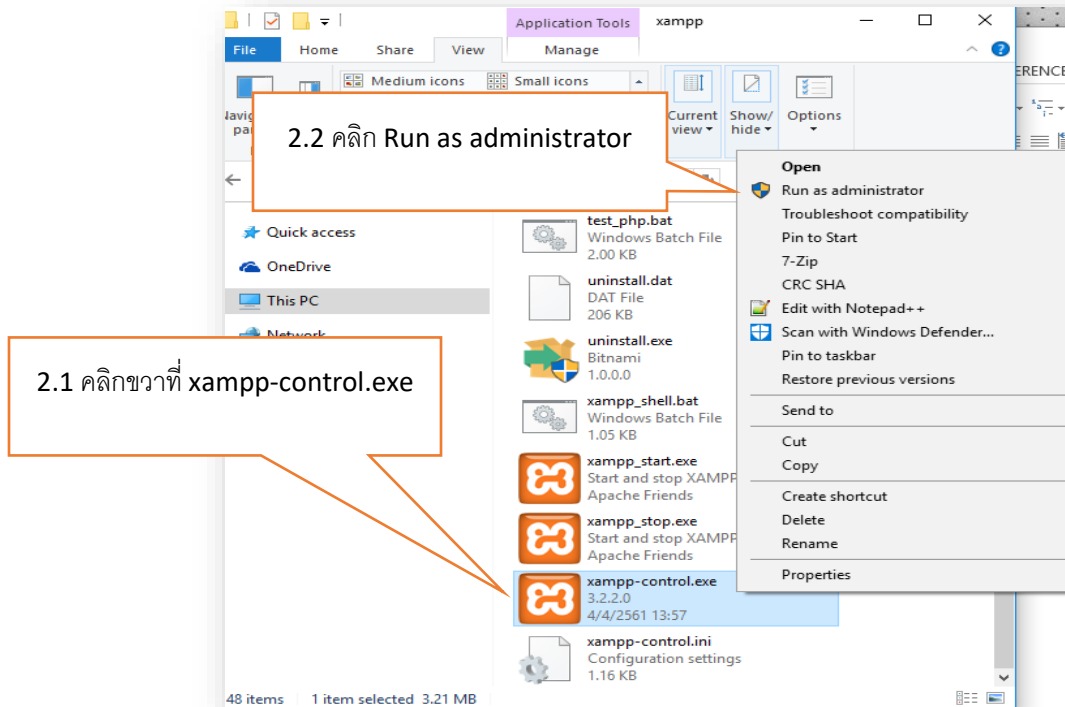 Application Tools
xampp
File
Home
Share
View
Manage
ERENCE
Medium icons
Small icons
Current view
Show/hide
Options
2.2 คลิก Run as administrator
Open
Run as administrator
Troubleshoot compatibility
Pin to Start
7-Zip
CRC SHA
Edit with Notepad++
Scan with Windows Defender...
Pin to taskbar
Restore previous versions
Send to
Cut
Copy
Create shortcut
Delete
Rename
Properties
Quick access
OneDrive
This PC
Network
2.1 คลิกขวาที่ xampp-control.exe
test_php.bat
Windows Batch File
2.00 KB
uninstall.dat
DAT File
206 KB
uninstall.exe
Bitnami
1.0.0.0
xampp_shell.bat
Windows Batch File
1.05 KB
xampp_start.exe
Start and stop XAMPP
Apache Friends
xampp_stop.exe
Start and stop XAMPP
Apache Friends
xampp-control.exe
3.2.2.0
4/4/2561 13:57
xampp-control.ini
Configuration settings
1.16 KB
48 items
1 item selected 3.21 MB